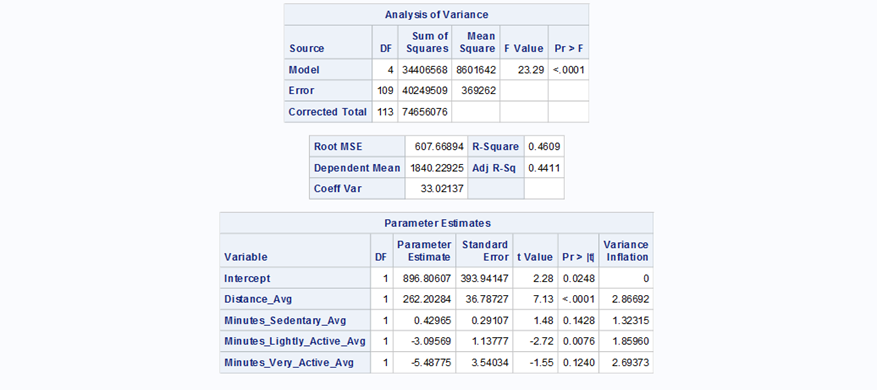 Analysis of Variance
Source DF Sum of Squares Mean Square F Value Pr > F
Model 4 34406568 8601642 23.29 <.0001
Error 109 40249509 369262
Corrected Total 113 74656076
Root MSE 607.66894 R-Square 0.4609
Dependent Mean 1840.22925 Adj R-Sq 0.4411
Coeff Var 33.02137
Parameter Estimates
Variable DF Parameter Estimate Standard Error t Value Pr > |t| Variance Inflation
Intercept 1 896.80607 393.94147 2.28 0.0248 0
Distance_Avg 1 262.20284 36.78727 7.13 <.0001 2.86692
Minutes_Sedentary_Avg 1 0.42965 0.29107 1.48 0.1428 1.32315
Minutes_Lightly_Active_Avg 1 -3.09569 1.13777 -2.72 0.0076 1.85960
Minutes_Very_Active_Avg 1 -5.48775 3.54034 -1.55 0.1240 2.69373